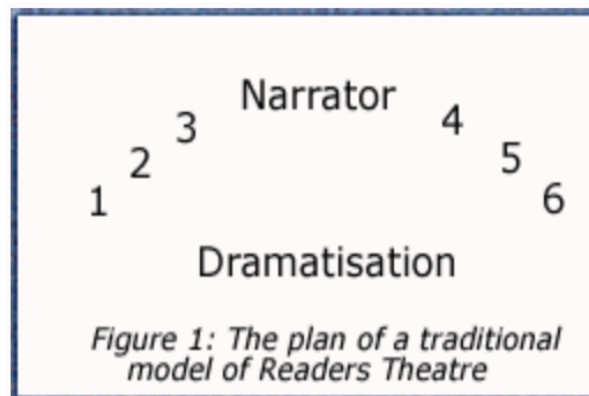 Narrator
3 4
2 5
1 6
Dramatisation
Figure 1: The plan of a traditional
model of Readers Theatre